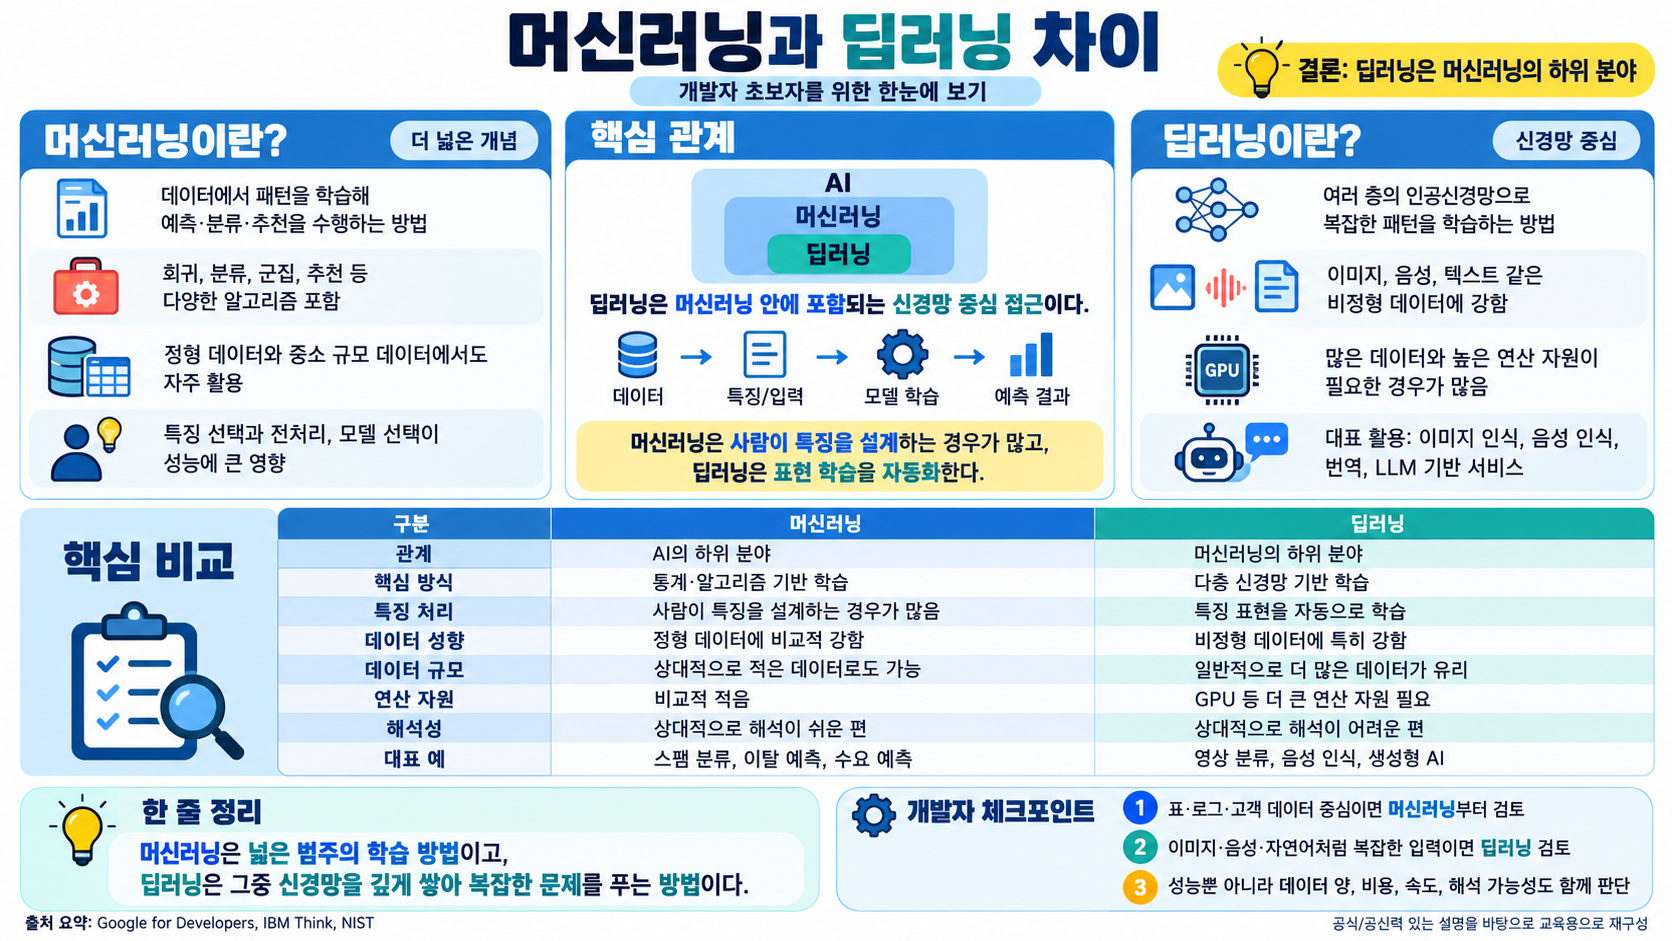 머신러닝과 딥러닝 차이
개발자 초보자를 위한 한눈에 보기
결론: 딥러닝은 머신러닝의 하위 분야
머신러닝이란?
더 넓은 개념
데이터에서 패턴을 학습해
예측·분류·추천을 수행하는 방법
회귀, 분류, 군집, 추천 등
다양한 알고리즘 포함
정형 데이터와 중소 규모 데이터에서도
자주 활용
특징 선택과 전처리, 모델 선택이
성능에 큰 영향
핵심 관계
AI
머신러닝
딥러닝
딥러닝은 머신러닝 안에 포함되는 신경망 중심 접근이다.
데이터 → 특징/입력 → 모델 학습 → 예측 결과
머신러닝은 사람이 특징을 설계하는 경우가 많고,
딥러닝은 표현 학습을 자동화한다.
딥러닝이란?
신경망 중심
여러 층의 인공신경망으로
복잡한 패턴을 학습하는 방법
이미지, 음성, 텍스트 같은
비정형 데이터에 강함
GPU
많은 데이터와 높은 연산 자원이
필요한 경우가 많음
대표 활용: 이미지 인식, 음성 인식,
번역, LLM 기반 서비스
핵심 비교
구분 머신러닝 딥러닝
관계 AI의 하위 분야 머신러닝의 하위 분야
핵심 방식 통계·알고리즘 기반 학습 다층 신경망 기반 학습
특징 처리 사람이 특징을 설계하는 경우가 많음 특징 표현을 자동으로 학습
데이터 성향 정형 데이터에 비교적 강함 비정형 데이터에 특히 강함
데이터 규모 상대적으로 적은 데이터로도 가능 일반적으로 더 많은 데이터가 유리
연산 자원 비교적 적음 GPU 등 더 큰 연산 자원 필요
해석성 상대적으로 해석이 쉬운 편 상대적으로 해석이 어려운 편
대표 예 스팸 분류, 이탈 예측, 수요 예측 영상 분류, 음성 인식, 생성형 AI
한 줄 정리
머신러닝은 넓은 범주의 학습 방법이고,
딥러닝은 그중 신경망을 깊게 쌓아 복잡한 문제를 푸는 방법이다.
개발자 체크포인트
1 표·로그·고객 데이터 중심이면 머신러닝부터 검토
2 이미지·음성·자연어처럼 복잡한 입력이면 딥러닝 검토
3 성능뿐 아니라 데이터 양, 비용, 속도, 해석 가능성도 함께 판단
출처 요약: Google for Developers, IBM Think, NIST
공식/공신력 있는 설명을 바탕으로 교육용으로 재구성